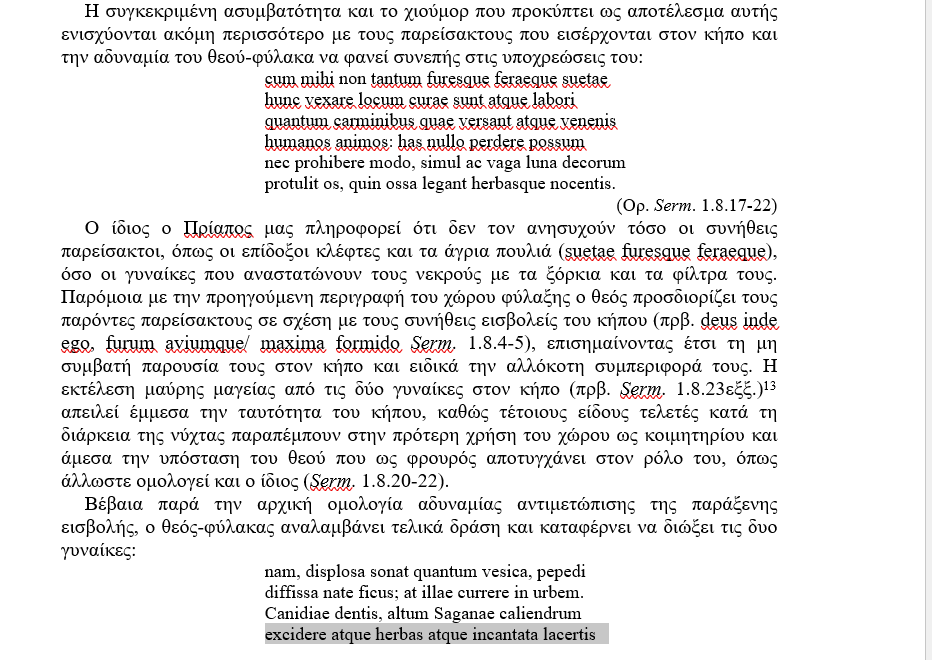 Η συγκεκριμένη ασυμβατότητα και το χιούμορ που προκύπτει ως αποτέλεσμα αυτής
ενισχύονται ακόμη περισσότερο με τους παρείσακτους που εισέρχονται στον κήπο και
την αδυναμία του θεού-φύλακα να φανεί συνεπής στις υποχρεώσεις του:
cum mihi non tantum furesque feraeque suetae
hunc vexare locum curae sunt atque labori
quantum carminibus quae versant atque venenis
humanos animos: has nullo perdere possum
nec prohibere modo, simul ac vaga luna decorum
protulit os, quin ossa legant herbasque nocentis.
(Ορ. Serm. 1.8.17-22)
Ο ίδιος ο Πρίαπος μας πληροφορεί ότι δεν τον ανησυχούν τόσο οι συνήθεις
παρείσακτοι, όπως οι επίδοξοι κλέφτες και τα άγρια πουλιά (suetae furesque feraeque),
όσο οι γυναίκες που αναστατώνουν τους νεκρούς με τα ξόρκια και τα φίλτρα τους.
Παρόμοια με την προηγούμενη περιγραφή του χώρου φύλαξης ο θεός προσδιορίζει τους
παρόντες παρείσακτους σε σχέση με τους συνήθεις εισβολείς του κήπου (πρβ. deus inde
ego, furum aviumque/ maxima formido Serm. 1.8.4-5), επισημαίνοντας έτσι τη μη
συμβατή παρουσία τους στον κήπο και ειδικά την αλλόκοτη συμπεριφορά τους. Η
εκτέλεση μαύρης μαγείας από τις δύο γυναίκες στον κήπο (πρβ. Serm. 1.8.23εξξ.)¹³
απειλεί έμμεσα την ταυτότητα του κήπου, καθώς τέτοιους είδους τελετές κατά τη
διάρκεια της νύχτας παραπέμπουν στην πρότερη χρήση του χώρου ως κοιμητηρίου και
άμεσα την υπόσταση του θεού που ως φρουρός αποτυγχάνει στον ρόλο του, όπως
άλλωστε ομολογεί και ο ίδιος (Serm. 1.8.20-22).
Βέβαια παρά την αρχική ομολογία αδυναμίας αντιμετώπισης της παράξενης
εισβολής, ο θεός-φύλακας αναλαμβάνει τελικά δράση και καταφέρνει να διώξει τις δυο
γυναίκες:
nam, displosa sonat quantum vesica, pepedi
diffissa nate ficus; at illae currere in urbem.
Canidiae dentis, altum Saganae caliendrum
excidere atque herbas atque incantata lacertis